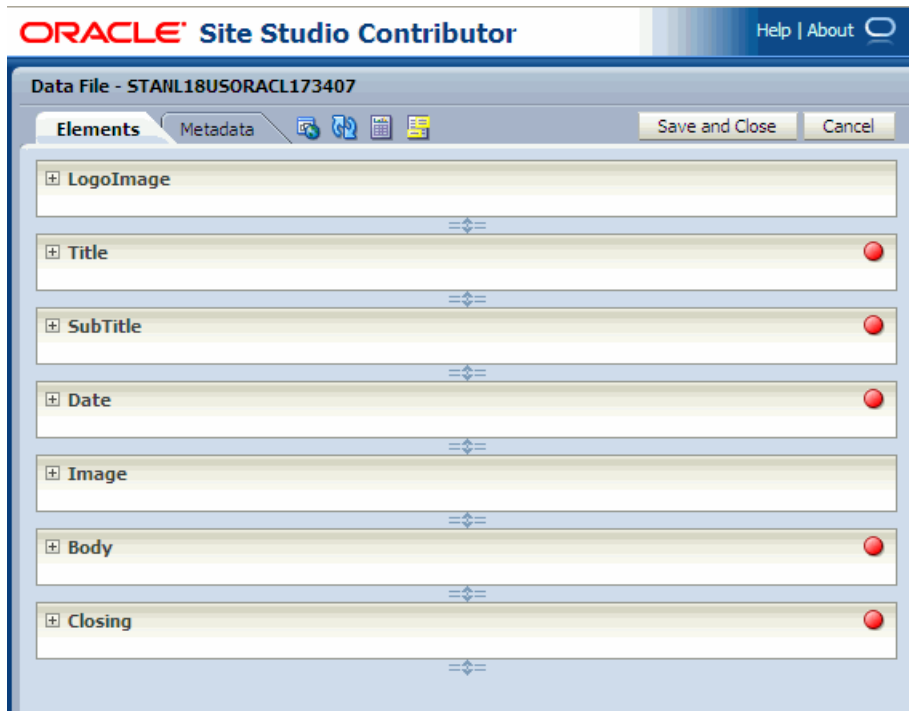 ORACLE Site Studio Contributor
Help | About
Data File - STANL18USORACL173407
Elements
Metadata
Save and Close
Cancel
LogoImage
Title
SubTitle
Date
Image
Body
Closing